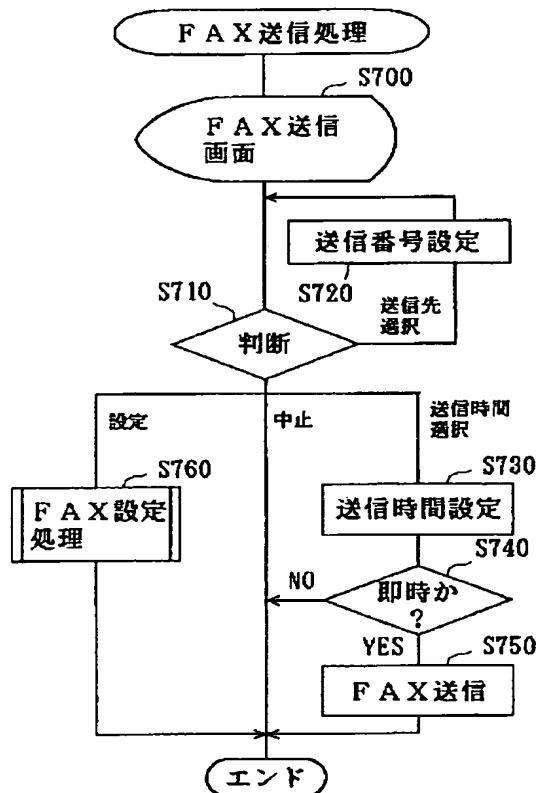 ＦＡＸ送信処理
S700
ＦＡＸ送信
画面
送信番号設定
S720
S710
送信先
選択
判断
設定
中止
送信時間
選択
S760
ＦＡＸ設定
処理
S730
送信時間設定
S740
即時か
？
NO
YES
S750
ＦＡＸ送信
エンド